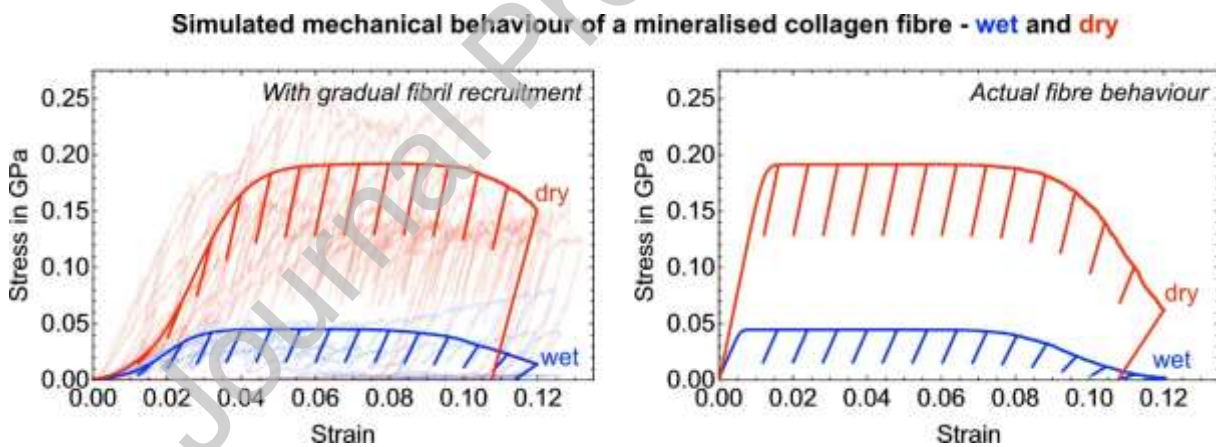 Simulated mechanical behaviour of a mineralised collagen fibre - wet and dry
With gradual fibril recruitment
Stress in GPa
0.25
0.20
0.15
0.10
0.05
0.00
0.00 0.02 0.04 0.06 0.08 0.10 0.12
Strain
dry
wet
Actual fibre behaviour
Stress in GPa
0.25
0.20
0.15
0.10
0.05
0.00
0.00 0.02 0.04 0.06 0.08 0.10 0.12
Strain
dry
wet
Journal Pre